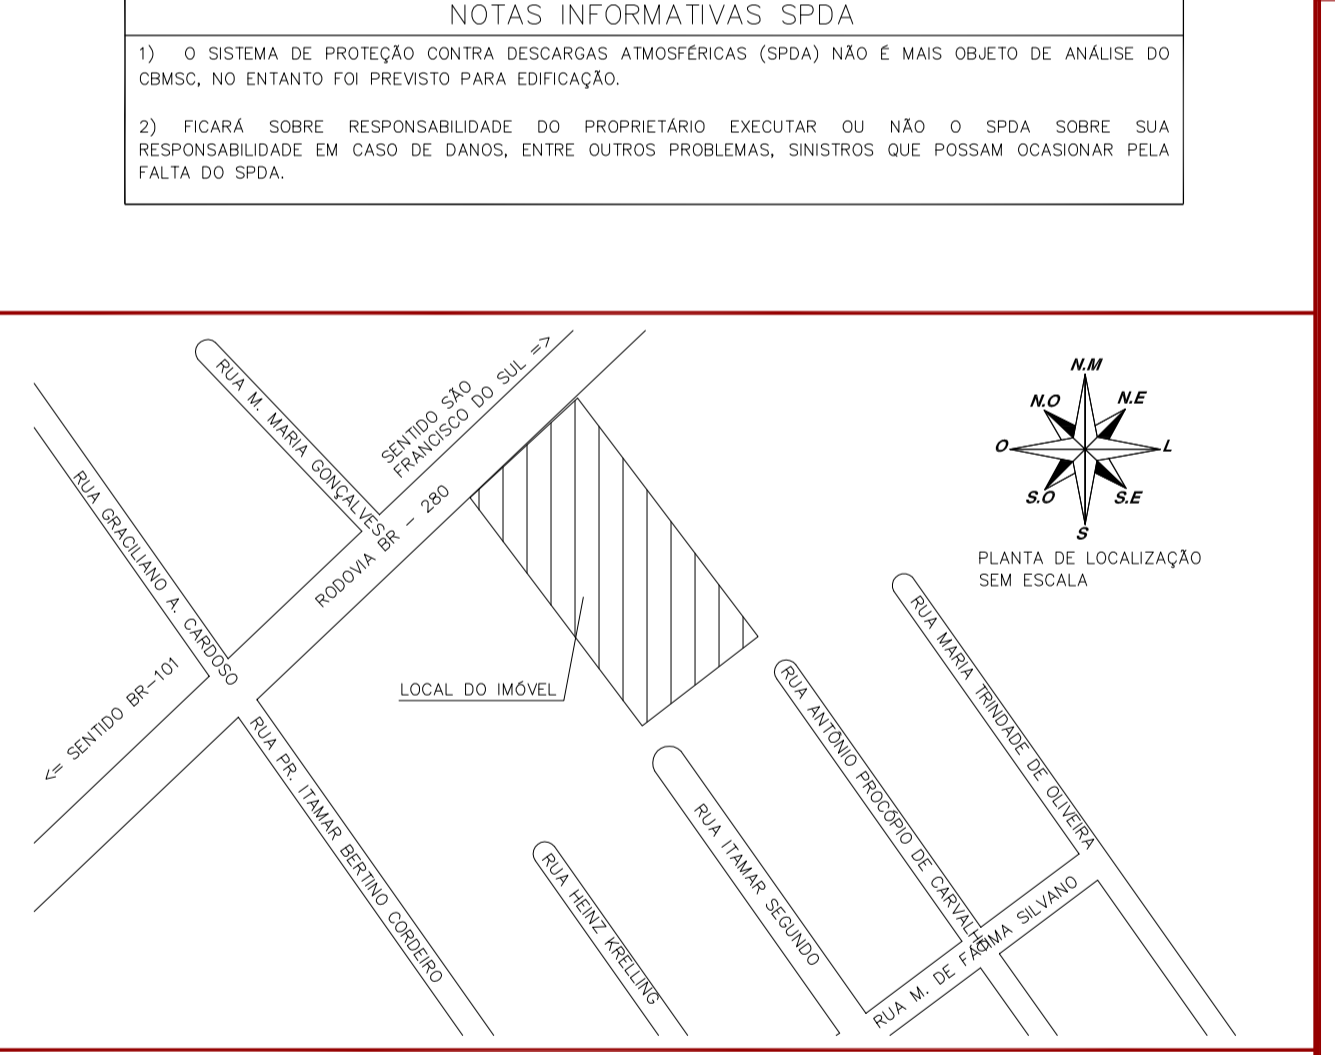 NOTAS INFORMATIVAS SPDA
1) O SISTEMA DE PROTEÇÃO CONTRA DESCARGAS ATMOSFÉRICAS (SPDA) NÃO É MAIS OBJETO DE ANÁLISE DO
CBMSC, NO ENTANTO FOI PREVISTO PARA EDIFICAÇÃO.
2) FICARÁ SOBRE RESPONSABILIDADE DO PROPRIETÁRIO EXECUTAR OU NÃO O SPDA SOBRE SUA
RESPONSABILIDADE EM CASO DE DANOS, ENTRE OUTROS PROBLEMAS, SINISTROS QUE POSSAM OCASIONAR PELA
FALTA DO SPDA.
RUA M. MARIA GONÇALVES
SENTIDO SÃO
FRANCISCO DO SUL =>
RODOVIA BR - 280
RUA GRACILIANO A. CARDOSO
<= SENTIDO BR-101
LOCAL DO IMÓVEL
RUA PR. ITAMAR BERTINO CORDEIRO
RUA HEINZ KRELLING
RUA ITAMAR SEGUNDO
RUA ANTÔNIO PROCÓPIO DE CARVALHO
RUA MARIA TRINDADE DE OLIVEIRA
RUA M. DE FÁTIMA SILVANO
N.M
N.O
N.E
O
L
S.O
S.E
S
PLANTA DE LOCALIZAÇÃO
SEM ESCALA